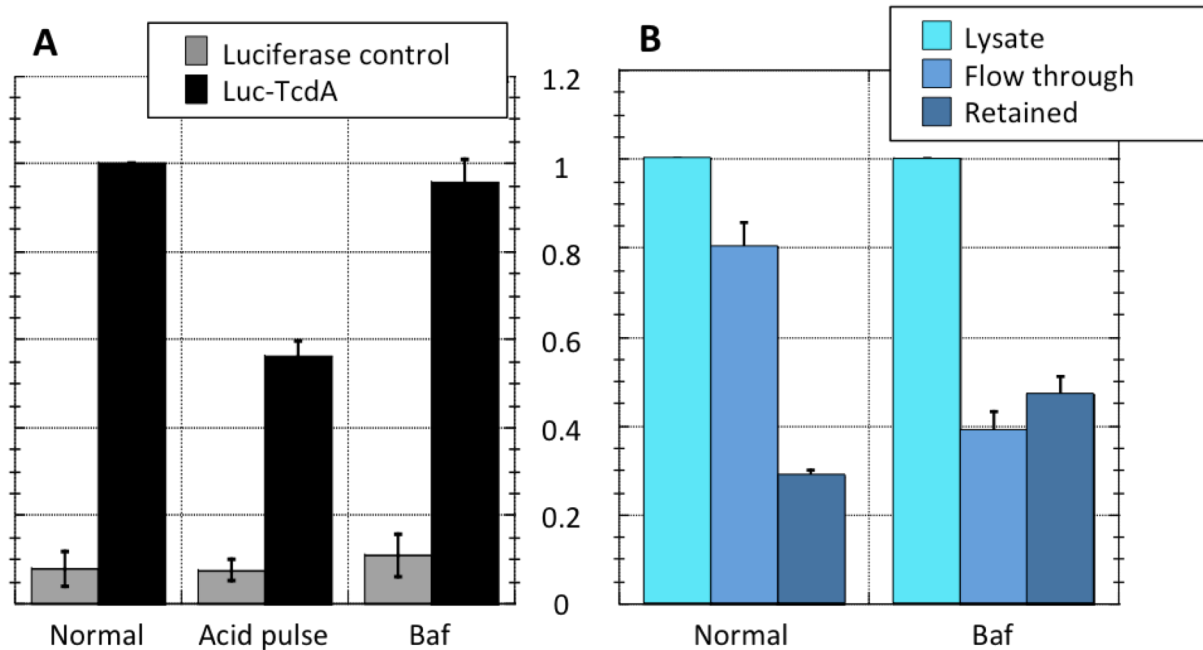 A
Luciferase control
Luc-TcdA
B
Lysate
Flow through
Retained
1.2
1
0.8
0.6
0.4
0.2
0
Normal Acid pulse Baf
Normal Baf